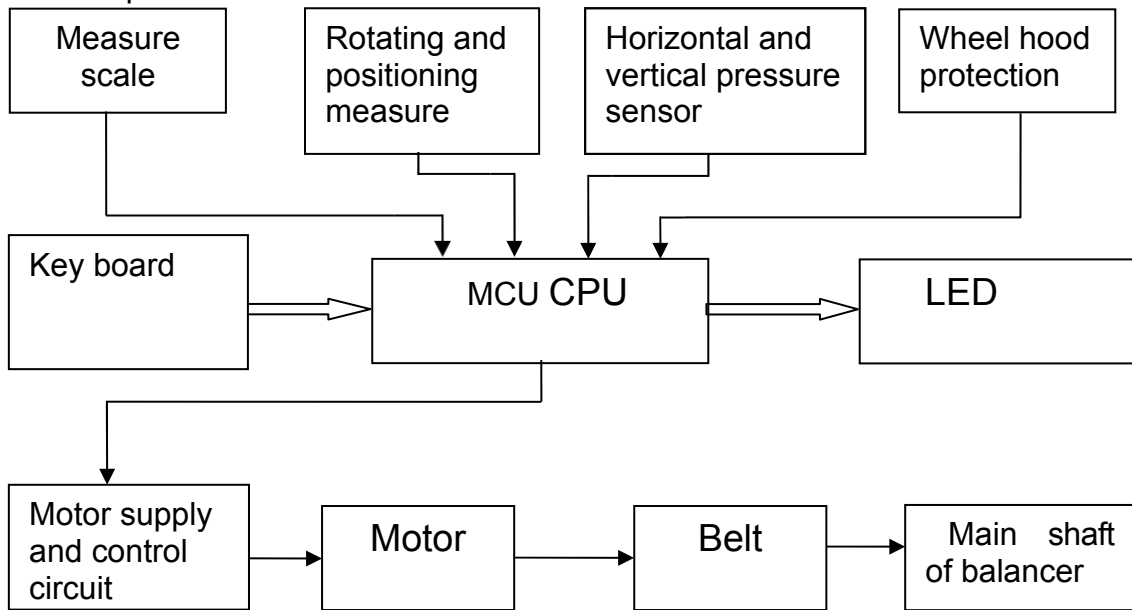 Measure
scale
Rotating and
positioning
measure
Horizontal and
vertical pressure
sensor
Wheel hood
protection
Key board
MCU CPU
LED
Motor supply
and control
circuit
Motor
Belt
Main shaft
of balancer